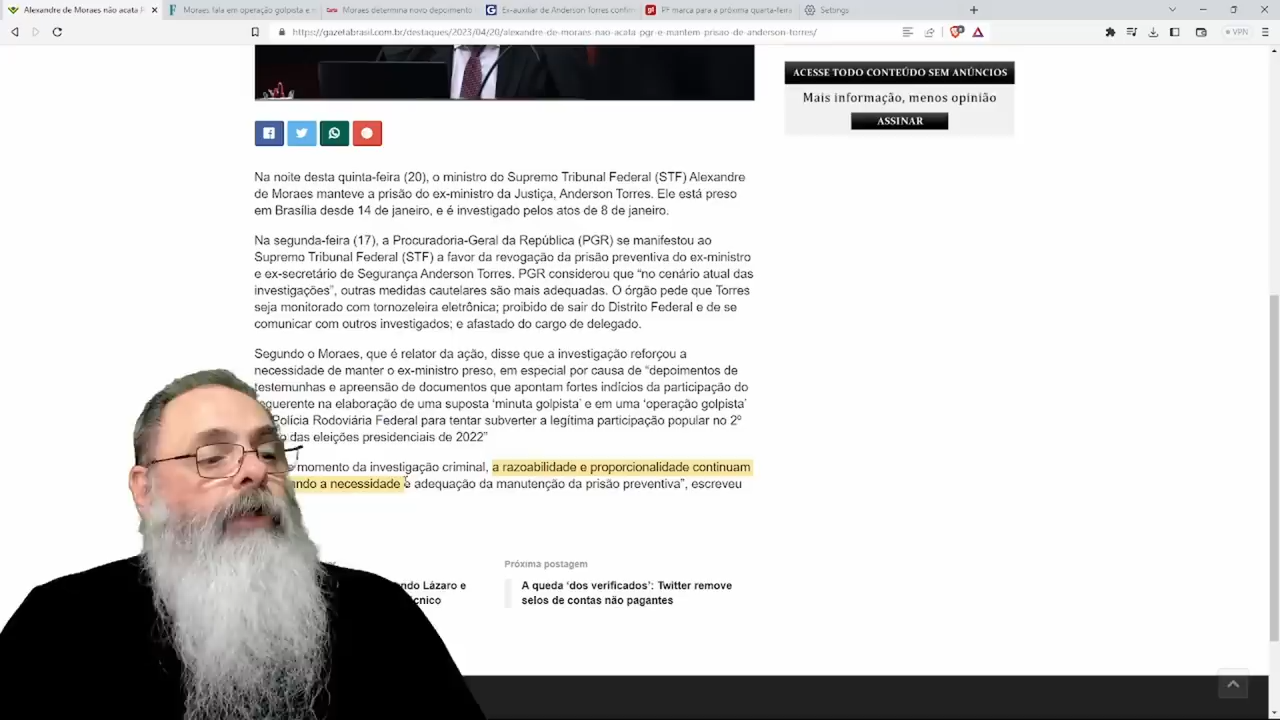 Alexandre de Moraes não acata P
Moraes fala em operação golpista e
Moraes determina novo depoimento
Ex-auxiliar de Anderson Torres confirm
PF marca para a próxima quarta-feira
Settings
https://gazetabrasil.com.br/destaques/2023/04/20/alexandre-de-moraes-nao-acata-pgr-e-mantem-prisao-de-anderson-torres/
VPN
ACESSE TODO CONTEÚDO SEM ANÚNCIOS
Mais informação, menos opinião
ASSINAR
Na noite desta quinta-feira (20), o ministro do Supremo Tribunal Federal (STF) Alexandre
de Moraes manteve a prisão do ex-ministro da Justiça, Anderson Torres. Ele está preso
em Brasília desde 14 de janeiro, e é investigado pelos atos de 8 de janeiro.
Na segunda-feira (17), a Procuradoria-Geral da República (PGR) se manifestou ao
Supremo Tribunal Federal (STF) a favor da revogação da prisão preventiva do ex-ministro
e ex-secretário de Segurança Anderson Torres. PGR considerou que “no cenário atual das
investigações”, outras medidas cautelares são mais adequadas. O órgão pede que Torres
seja monitorado com tornozeleira eletrônica; proibido de sair do Distrito Federal e de se
comunicar com outros investigados; e afastado do cargo de delegado.
Segundo o Moraes, que é relator da ação, disse que a investigação reforçou a
necessidade de manter o ex-ministro preso, em especial por causa de “depoimentos de
testemunhas e apreensão de documentos que apontam fortes indícios da participação do
requerente na elaboração de uma suposta ‘minuta golpista’ e em uma ‘operação golpista’
Polícia Rodoviária Federal para tentar subverter a legítima participação popular no 2º
das eleições presidenciais de 2022”
momento da investigação criminal, a razoabilidade e proporcionalidade continuam
ando a necessidade e adequação da manutenção da prisão preventiva”, escreveu
Próxima postagem
ndo Lázaro e
cnico
A queda ‘dos verificados’: Twitter remove
selos de contas não pagantes